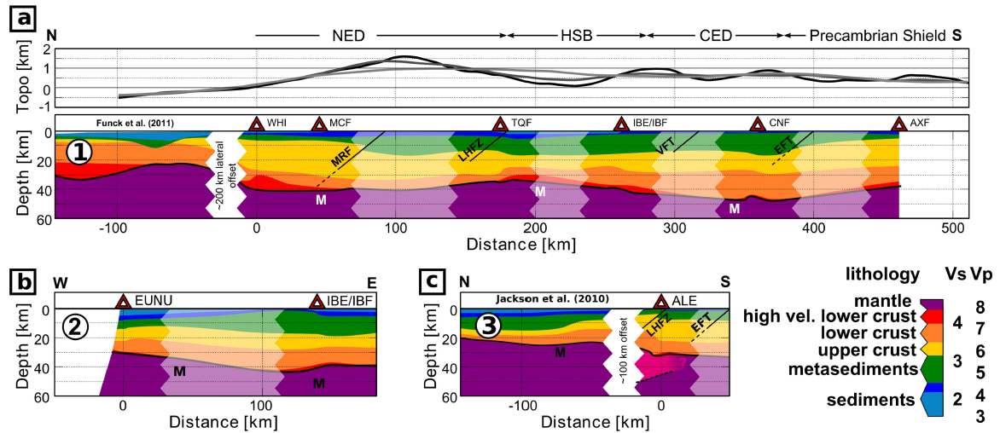 a
N NED HSB CED Precambrian Shield S
Topo [km]
2
1
0
-1
Funck et al. (2011) WHI MCF TQF IBE/IBF CNF AXF
1
Depth [km]
0
20
40
60
~200 km lateral
offset
MRF LHFZ VFT EFT
M M M
-100 0 100 200 300 400 500
Distance [km]
b
W E
EUNU IBE/IBF
2
Depth [km]
0
20
40
60
M M
0 100
Distance [km]
c
N S
Jackson et al. (2010) ALE
3
Depth [km]
0
20
40
60
~100 km offset
LHFZ EFT
M ?
-100 0
Distance [km]
lithology Vs Vp
mantle 8
high vel. lower crust 4
lower crust 7
upper crust 6
metasediments 3 5
sediments 2 4
3